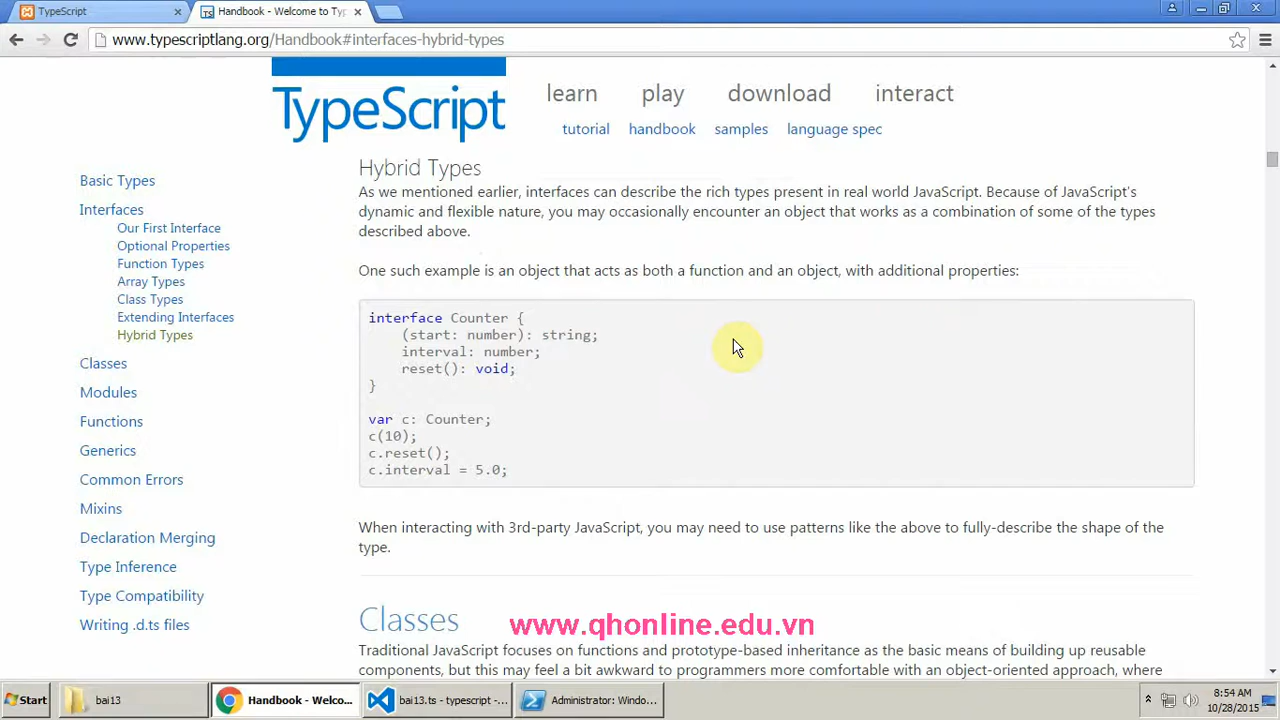 TypeScript
Handbook - Welcome to Typ
www.typescriptlang.org/Handbook#interfaces-hybrid-types
TypeScript
learn play download interact
tutorial handbook samples language spec
Basic Types
Interfaces
Our First Interface
Optional Properties
Function Types
Array Types
Class Types
Extending Interfaces
Hybrid Types
Classes
Modules
Functions
Generics
Common Errors
Mixins
Declaration Merging
Type Inference
Type Compatibility
Writing .d.ts files
Hybrid Types
As we mentioned earlier, interfaces can describe the rich types present in real world JavaScript. Because of JavaScript's
dynamic and flexible nature, you may occasionally encounter an object that works as a combination of some of the types
described above.
One such example is an object that acts as both a function and an object, with additional properties:
interface Counter {
(start: number): string;
interval: number;
reset(): void;
}
var c: Counter;
c(10);
c.reset();
c.interval = 5.0;
When interacting with 3rd-party JavaScript, you may need to use patterns like the above to fully-describe the shape of the
type.
Classes
www.qhonline.edu.vn
Traditional JavaScript focuses on functions and prototype-based inheritance as the basic means of building up reusable
components, but this may feel a bit awkward to programmers more comfortable with an object-oriented approach, where
Start
bai13
Handbook - Welco...
bai13.ts - typescript -...
Administrator: Windo...
8:54 AM
10/28/2015